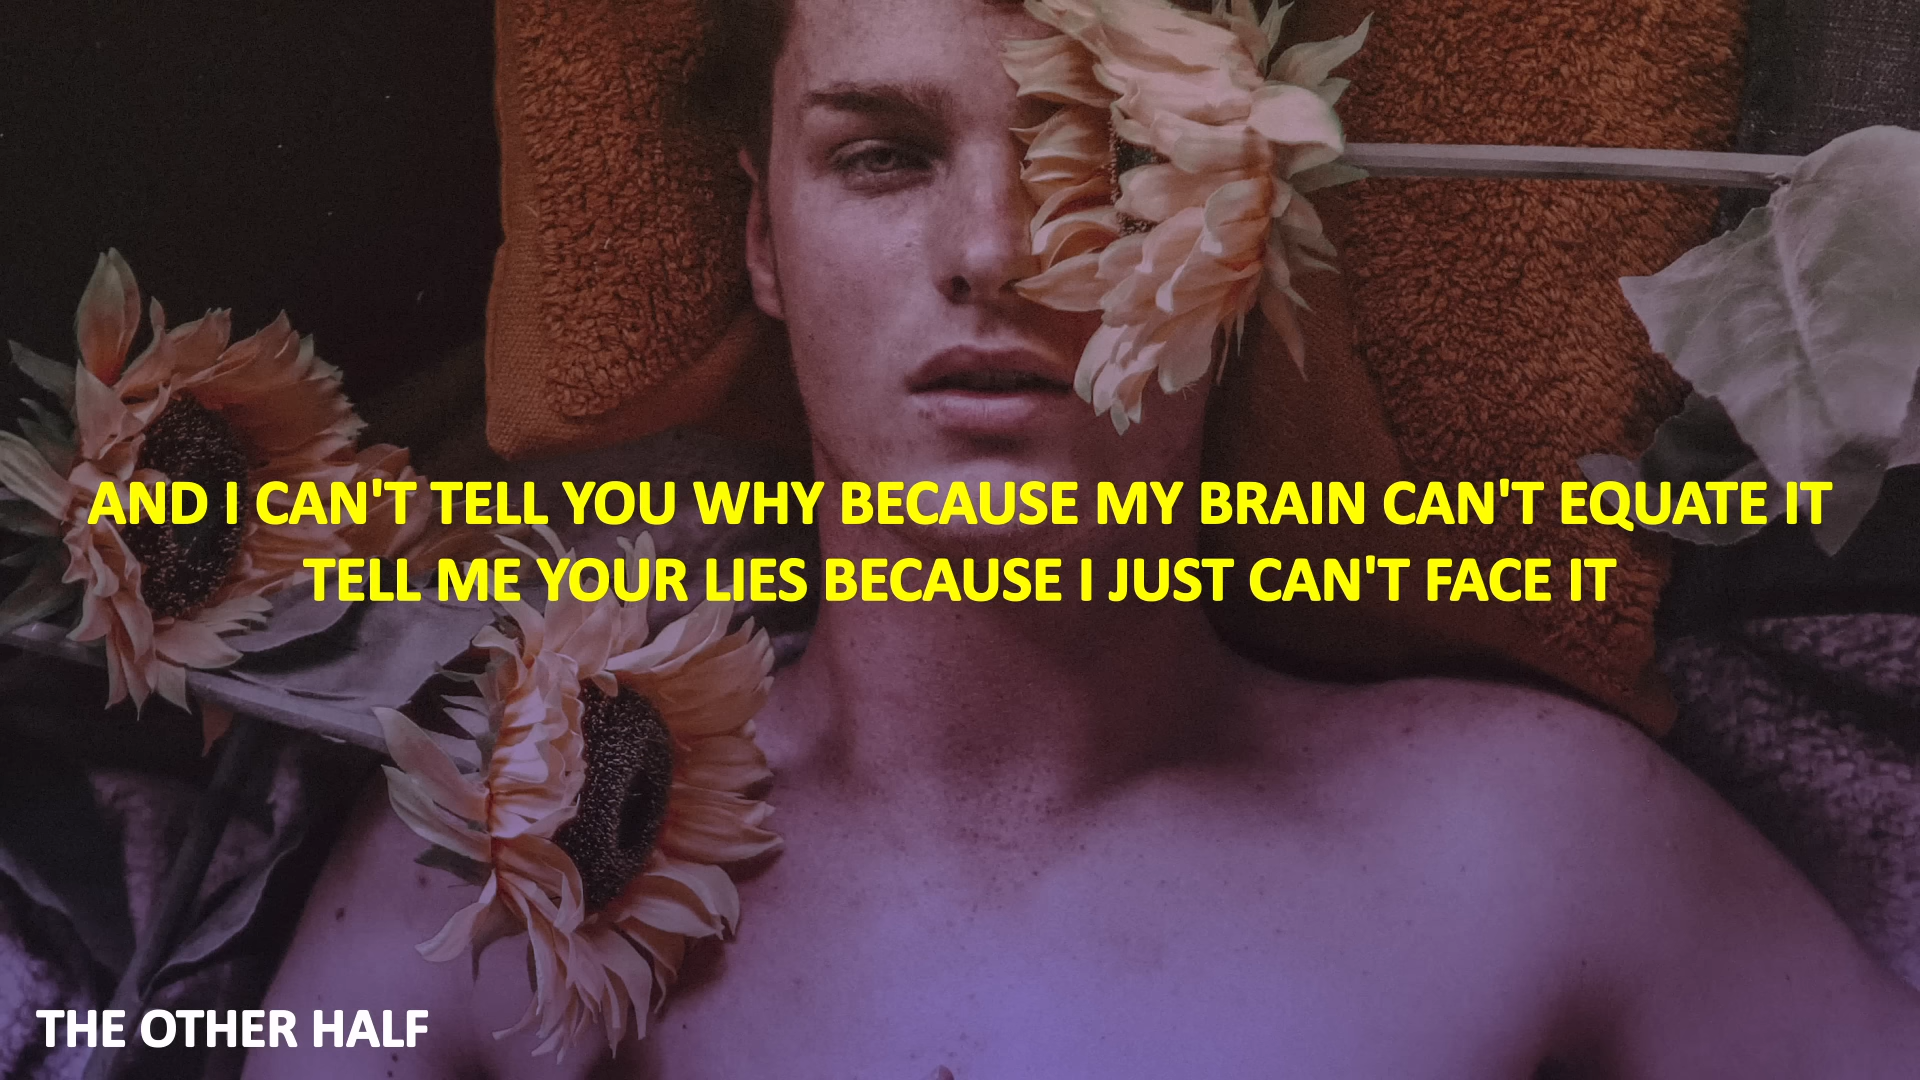 AND I CAN'T TELL YOU WHY BECAUSE MY BRAIN CAN'T EQUATE IT
TELL ME YOUR LIES BECAUSE I JUST CAN'T FACE IT
THE OTHER HALF